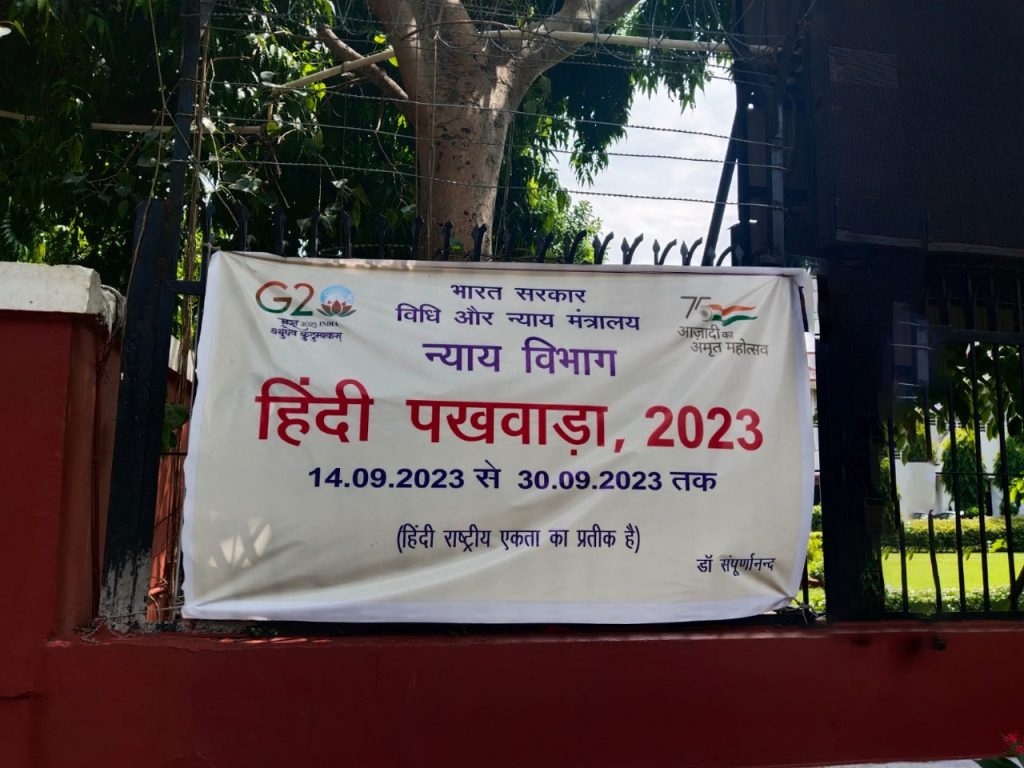 G20
भारत 2023 INDIA
वसुधैव कुटुम्बकम्
भारत सरकार
विधि और न्याय मंत्रालय
न्याय विभाग
75
आज़ादी का
अमृत महोत्सव
हिंदी पखवाड़ा, 2023
14.09.2023 से 30.09.2023 तक
(हिंदी राष्ट्रीय एकता का प्रतीक है)
डॉ संपूर्णानन्द